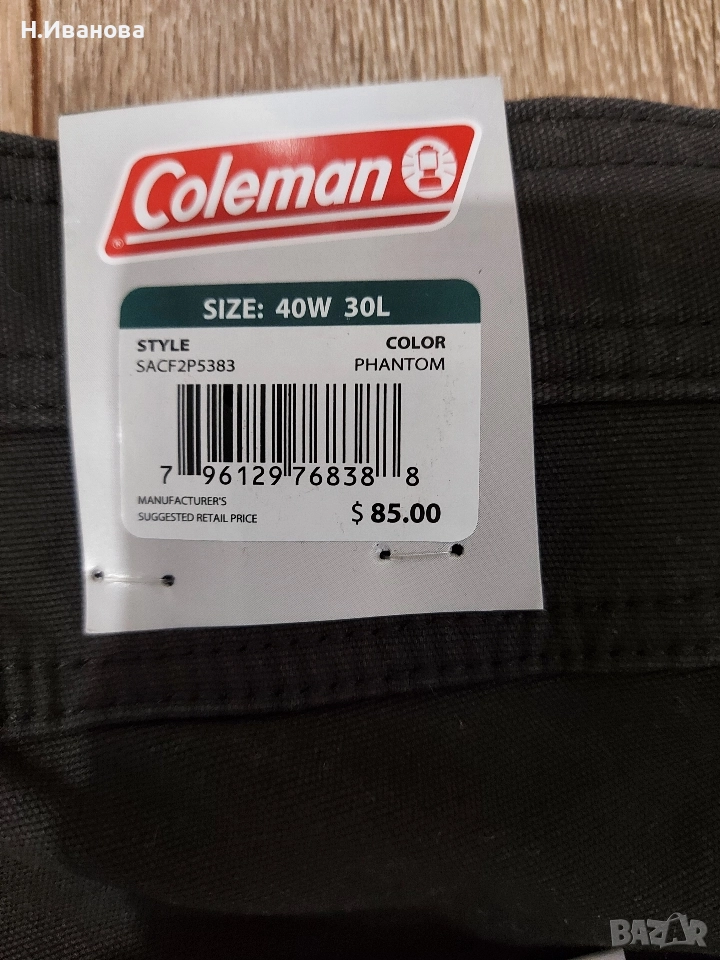 Н.Иванова
Coleman
®
SIZE: 40W 30L
STYLE COLOR
SACF2P5383 PHANTOM
7 96129 76838 8
MANUFACTURER'S
SUGGESTED RETAIL PRICE $ 85.00
BAZAR